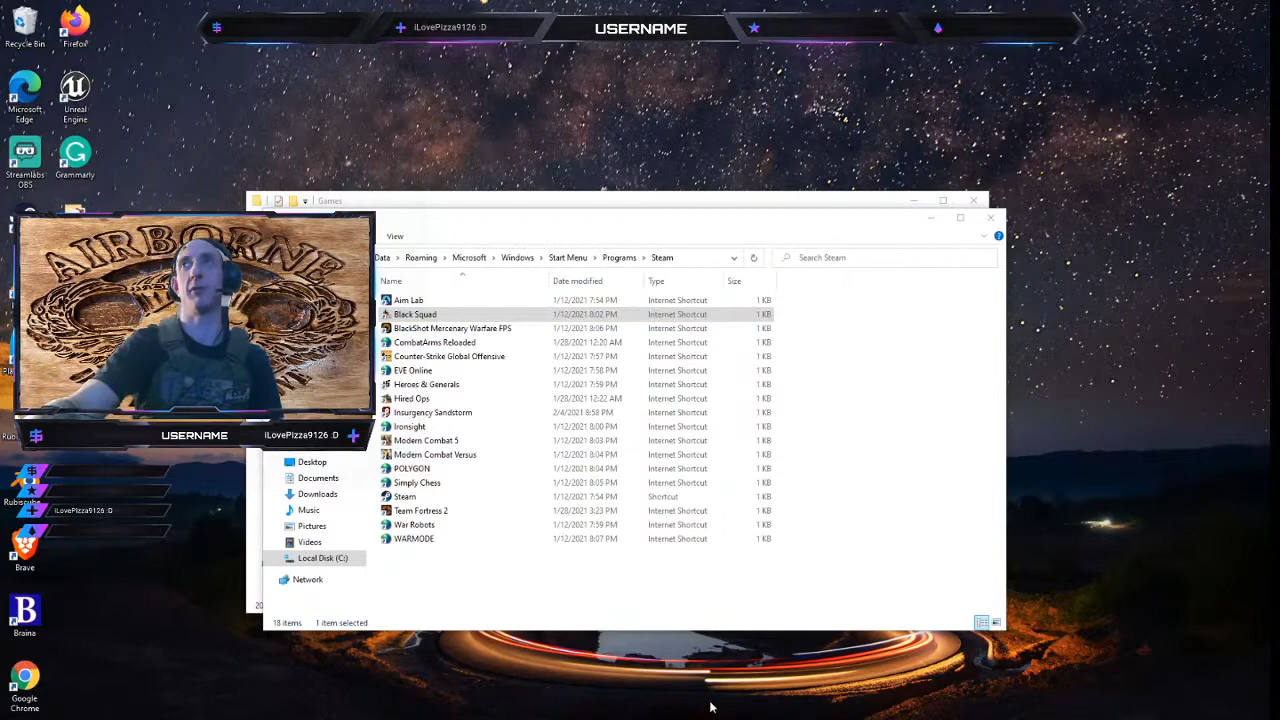 iLovePizza9126 :D
USERNAME
Recycle Bin
Firefox
Microsoft Edge
Unreal Engine
Streamlabs OBS
Grammarly
Games
View
Data > Roaming > Microsoft > Windows > Start Menu > Programs > Steam
Search Steam
Name Date modified Type Size
Aim Lab 1/12/2021 7:54 PM Internet Shortcut 1 KB
Black Squad 1/12/2021 8:02 PM Internet Shortcut 1 KB
BlackShot Mercenary Warfare FPS 1/12/2021 8:06 PM Internet Shortcut 1 KB
CombatArms Reloaded 1/28/2021 12:20 AM Internet Shortcut 1 KB
Counter-Strike Global Offensive 1/12/2021 7:57 PM Internet Shortcut 1 KB
EVE Online 1/12/2021 7:58 PM Internet Shortcut 1 KB
Heroes & Generals 1/12/2021 7:59 PM Internet Shortcut 1 KB
Hired Ops 1/28/2021 12:22 AM Internet Shortcut 1 KB
Insurgency Sandstorm 2/4/2021 8:58 PM Internet Shortcut 1 KB
Ironsight 1/12/2021 8:00 PM Internet Shortcut 1 KB
Modern Combat 5 1/12/2021 8:03 PM Internet Shortcut 1 KB
Modern Combat Versus 1/12/2021 8:04 PM Internet Shortcut 1 KB
POLYGON 1/12/2021 8:04 PM Internet Shortcut 1 KB
Simply Chess 1/12/2021 8:05 PM Internet Shortcut 1 KB
Steam 1/12/2021 7:54 PM Shortcut 1 KB
Team Fortress 2 1/28/2021 3:23 PM Internet Shortcut 1 KB
War Robots 1/12/2021 7:59 PM Internet Shortcut 1 KB
WARMODE 1/12/2021 8:07 PM Internet Shortcut 1 KB
AIRBORNE
USERNAME
iLovePizza9126 :D
Desktop
Documents
Downloads
Music
Pictures
Videos
Local Disk (C:)
Network
20
18 items 1 item selected
iLovePizza9126 :D
Brave
Braina
Google Chrome